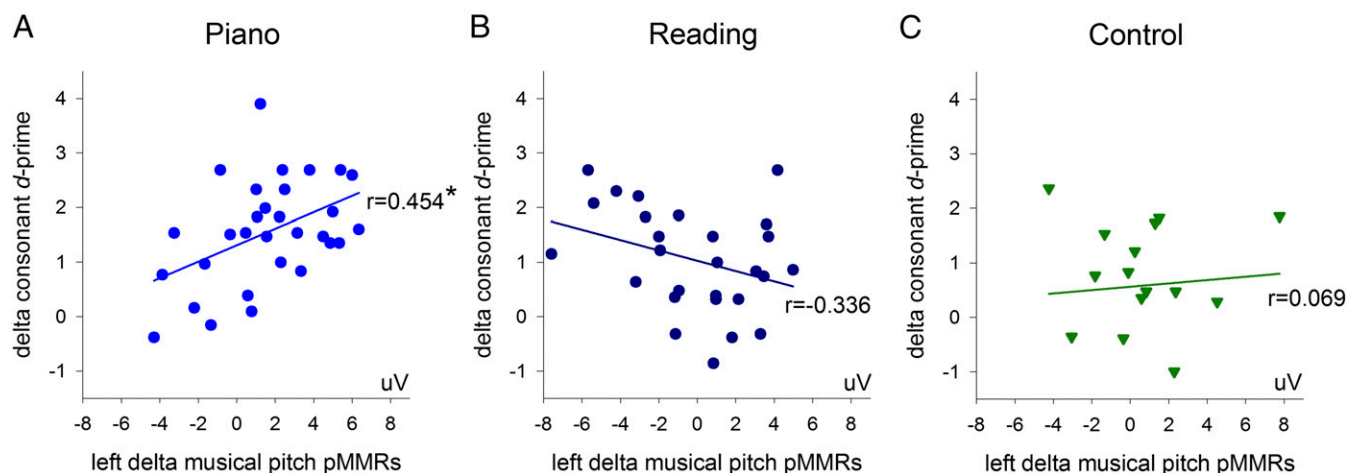 A
Piano
delta consonant d-prime
4
3
2
1
0
-1
r=0.454*
uV
-8 -6 -4 -2 0 2 4 6 8
left delta musical pitch pMMRs
B
Reading
delta consonant d-prime
4
3
2
1
0
-1
r=-0.336
uV
-8 -6 -4 -2 0 2 4 6 8
left delta musical pitch pMMRs
C
Control
delta consonant d-prime
4
3
2
1
0
-1
r=0.069
uV
-8 -6 -4 -2 0 2 4 6 8
left delta musical pitch pMMRs